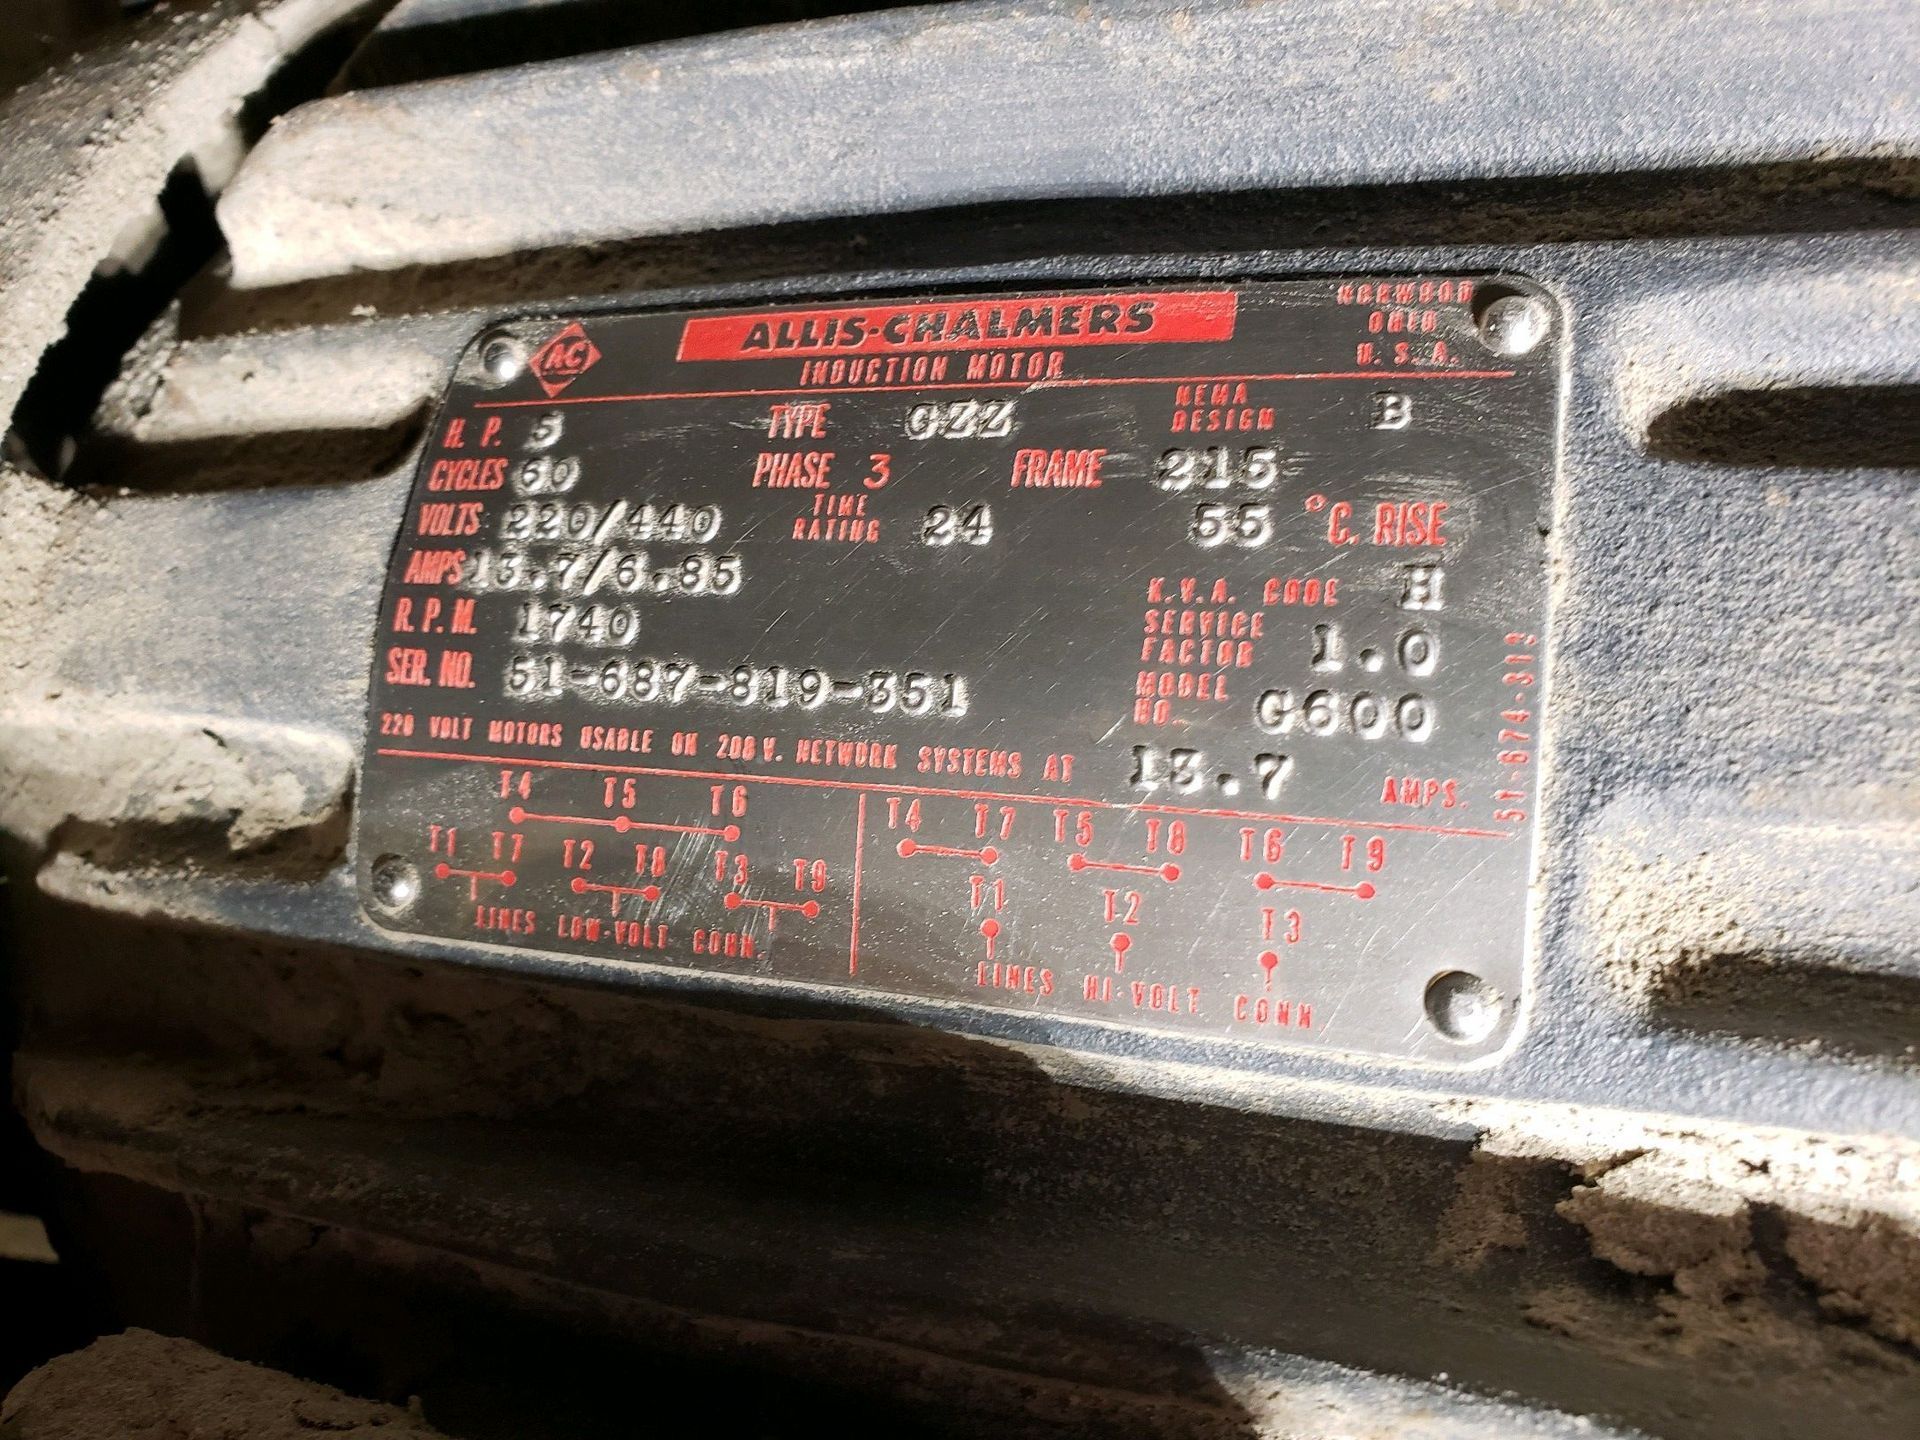 AC ALLIS-CHALMERS NORWOOD
OHIO
INDUCTION MOTOR U. S. A.
H. P. 5 TYPE GZZ NEMA DESIGN B
CYCLES 60 PHASE 3 FRAME 215
VOLTS 220/440 TIME RATING 24 55 °C. RISE
AMPS 13.7/6.85 K.V.A. CODE H
R.P.M. 1740 SERVICE FACTOR 1.0
SER. NO. 51-687-819-351 MODEL NO. G600
220 VOLT MOTORS USABLE ON 208 V. NETWORK SYSTEMS AT 13.7 AMPS.
51-674-313
T4 T5 T6
T1 T7 T2 T8 T3 T9
LINES LOW-VOLT CONN.
T4 T7 T5 T8 T6 T9
T1 T2 T3
LINES HI-VOLT CONN.